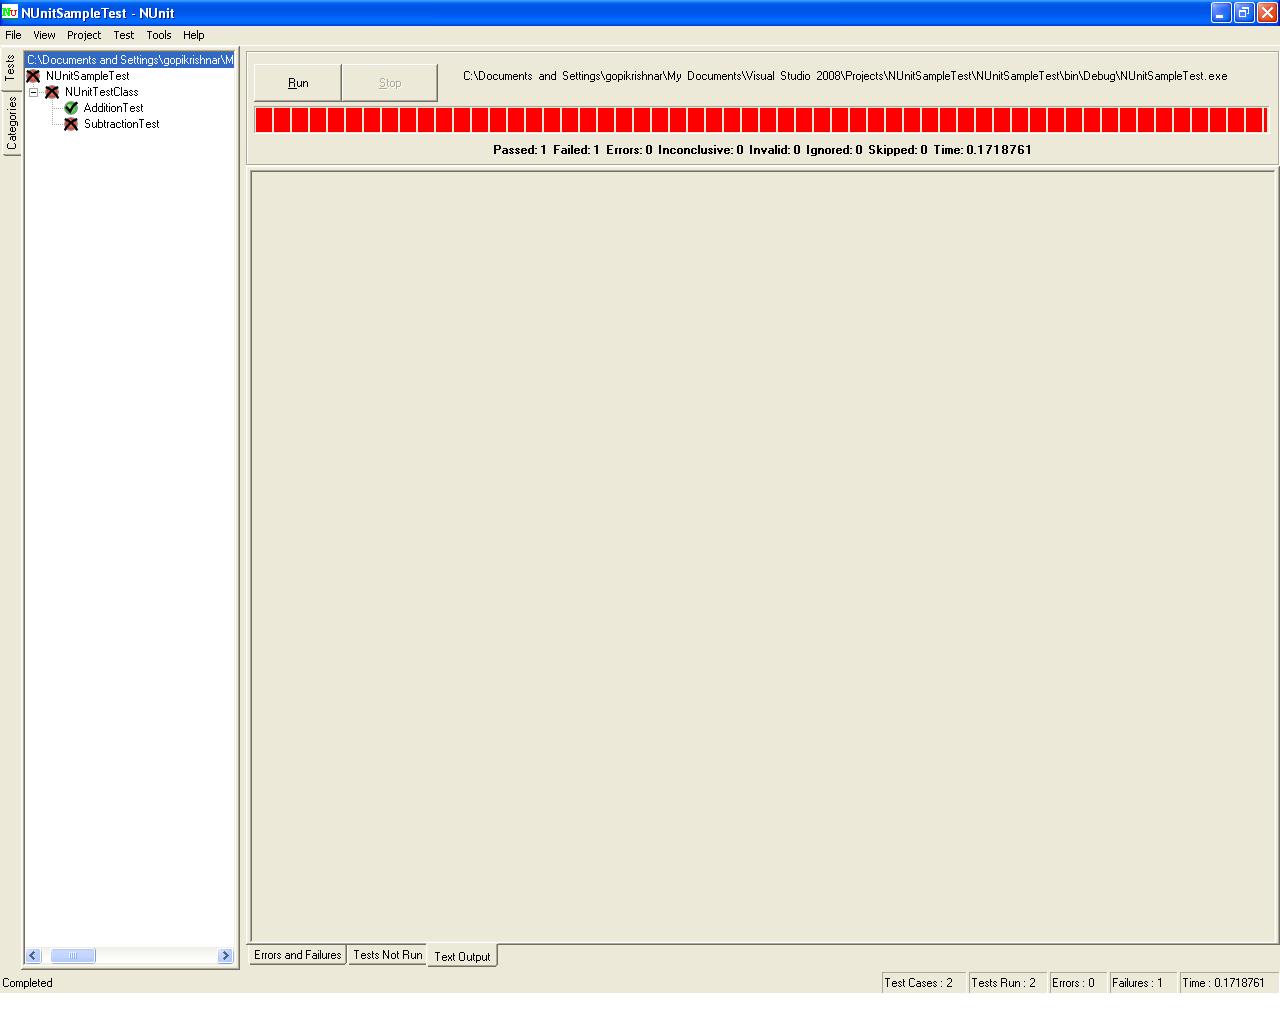 NUnitSampleTest - NUnit
File View Project Test Tools Help
Tests
Categories
C:\Documents and Settings\gopikrishnar\M
NUnitSampleTest
NUnitTestClass
AdditionTest
SubtractionTest
Run
Stop
C:\Documents and Settings\gopikrishnar\My Documents\Visual Studio 2008\Projects\NUnitSampleTest\NUnitSampleTest\bin\Debug\NUnitSampleTest.exe
Passed: 1 Failed: 1 Errors: 0 Inconclusive: 0 Invalid: 0 Ignored: 0 Skipped: 0 Time: 0.1718761
Errors and Failures
Tests Not Run
Text Output
Completed
Test Cases : 2
Tests Run : 2
Errors : 0
Failures : 1
Time : 0.1718761